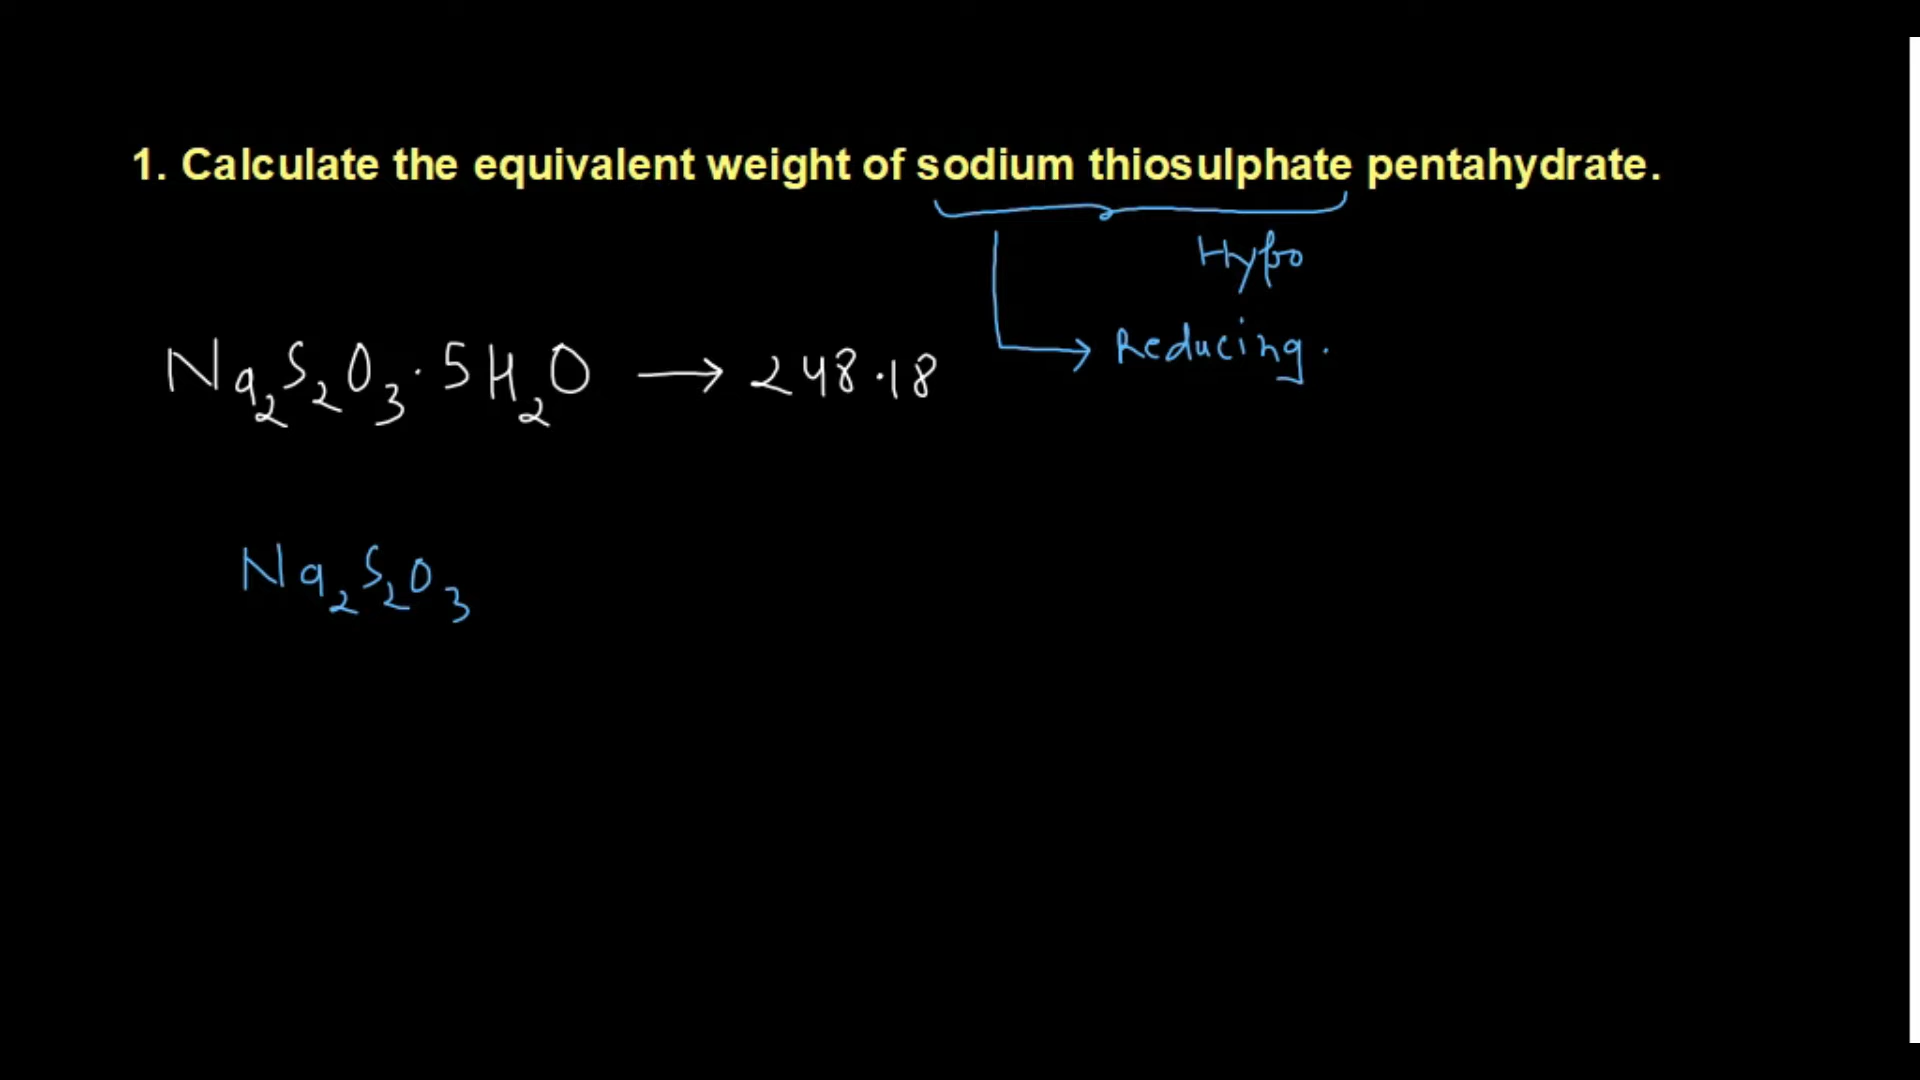 1. Calculate the equivalent weight of sodium thiosulphate pentahydrate.
Hypo
Reducing.
Na₂S₂O₃·5H₂O → 248.18
Na₂S₂O₃